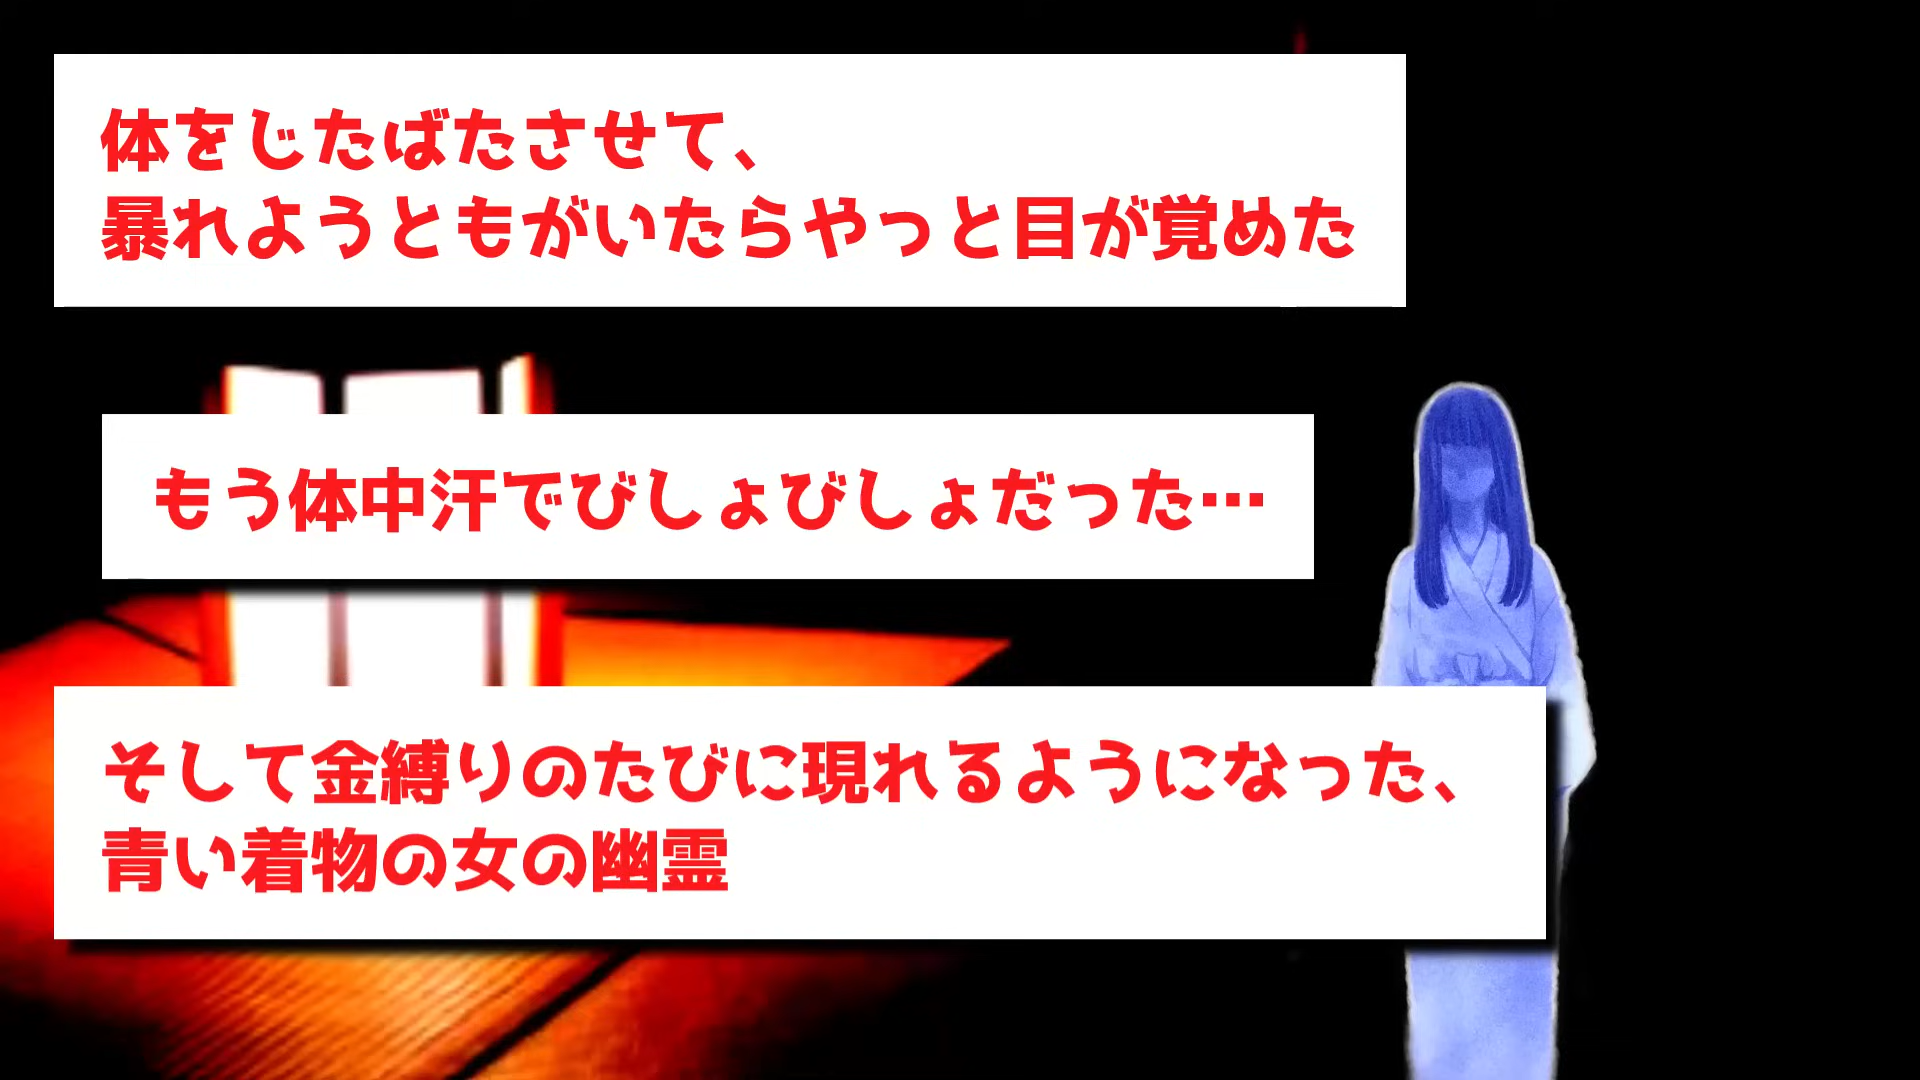 体をじたばたさせて、
暴れようともがいたらやっと目が覚めた
もう体中汗でびしょびしょだった…
そして金縛りのたびに現れるようになった、
青い着物の女の幽霊